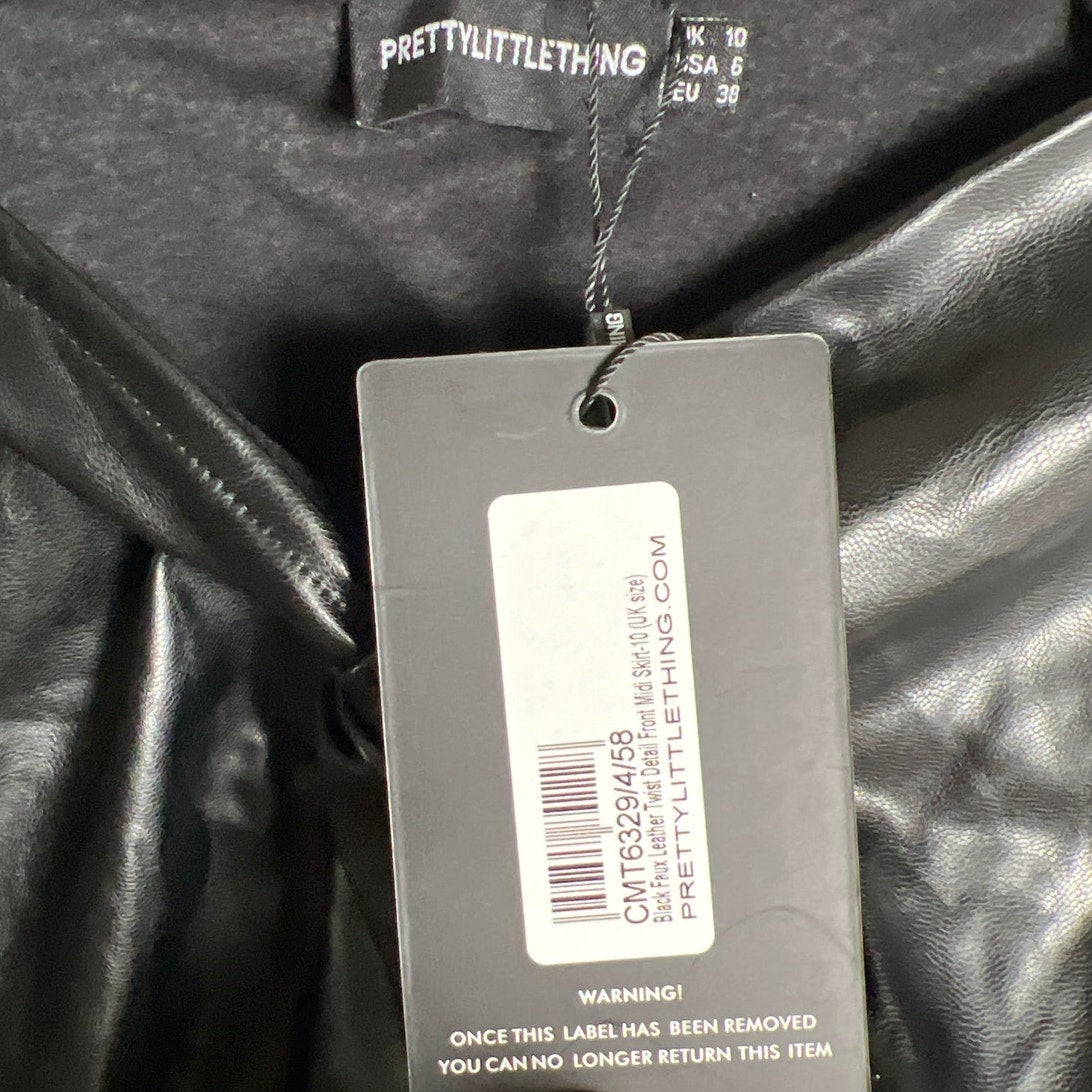 PRETTYLITTLETHING
UK 10
USA 6
EU 38
CMT6329/4/58
Black Faux Leather Twist Detail Front Midi Skirt-10 (UK size)
PRETTYLITTLETHING.COM
WARNING!
ONCE THIS LABEL HAS BEEN REMOVED
YOU CAN NO LONGER RETURN THIS ITEM